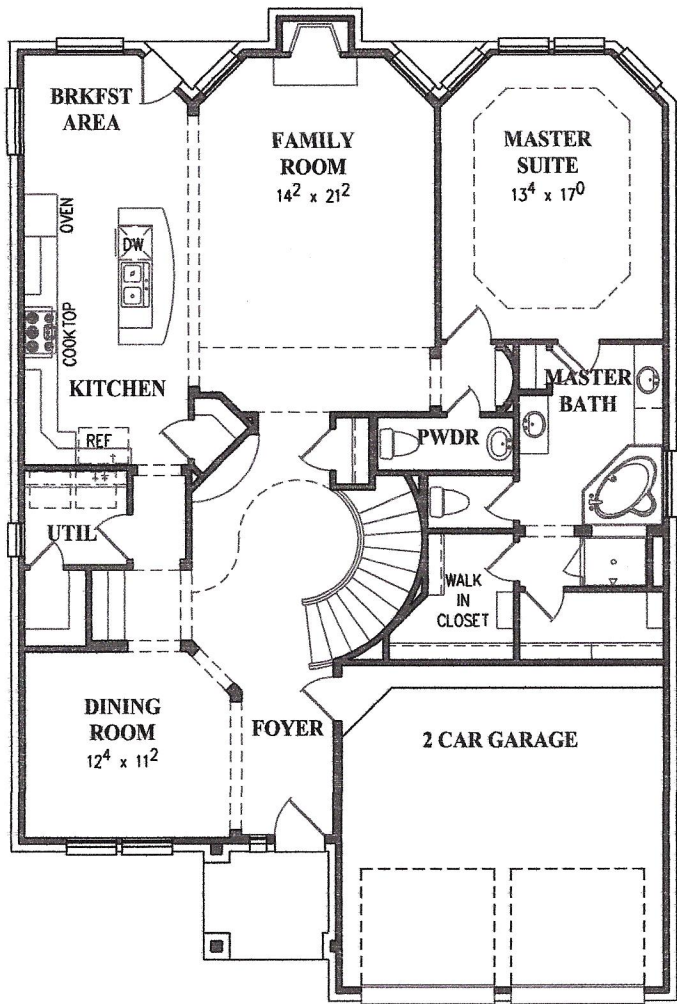 BRKFST
AREA
FAMILY
ROOM
14² x 21²
MASTER
SUITE
13⁴ x 17⁰
OVEN
DW
COOKTOP
KITCHEN
MASTER
BATH
REF
PWDR
UTIL
WALK
IN
CLOSET
DINING
ROOM
12⁴ x 11²
FOYER
2 CAR GARAGE